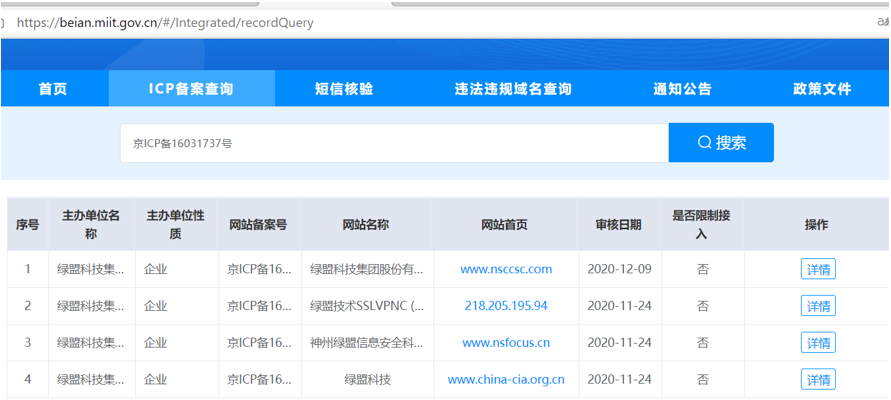 https://beian.miit.gov.cn/#/Integrated/recordQuery
首页 ICP备案查询 短信核验 违法违规域名查询 通知公告 政策文件
京ICP备16031737号 搜索
序号 主办单位名称 主办单位性质 网站备案号 网站名称 网站首页 审核日期 是否限制接入 操作
1 绿盟科技集... 企业 京ICP备16... 绿盟科技集团股份有... www.nsccsc.com 2020-12-09 否 详情
2 绿盟科技集... 企业 京ICP备16... 绿盟技术SSLVPNC (... 218.205.195.94 2020-11-24 否 详情
3 绿盟科技集... 企业 京ICP备16... 神州绿盟信息安全科... www.nsfocus.cn 2020-11-24 否 详情
4 绿盟科技集... 企业 京ICP备16... 绿盟科技 www.china-cia.org.cn 2020-11-24 否 详情